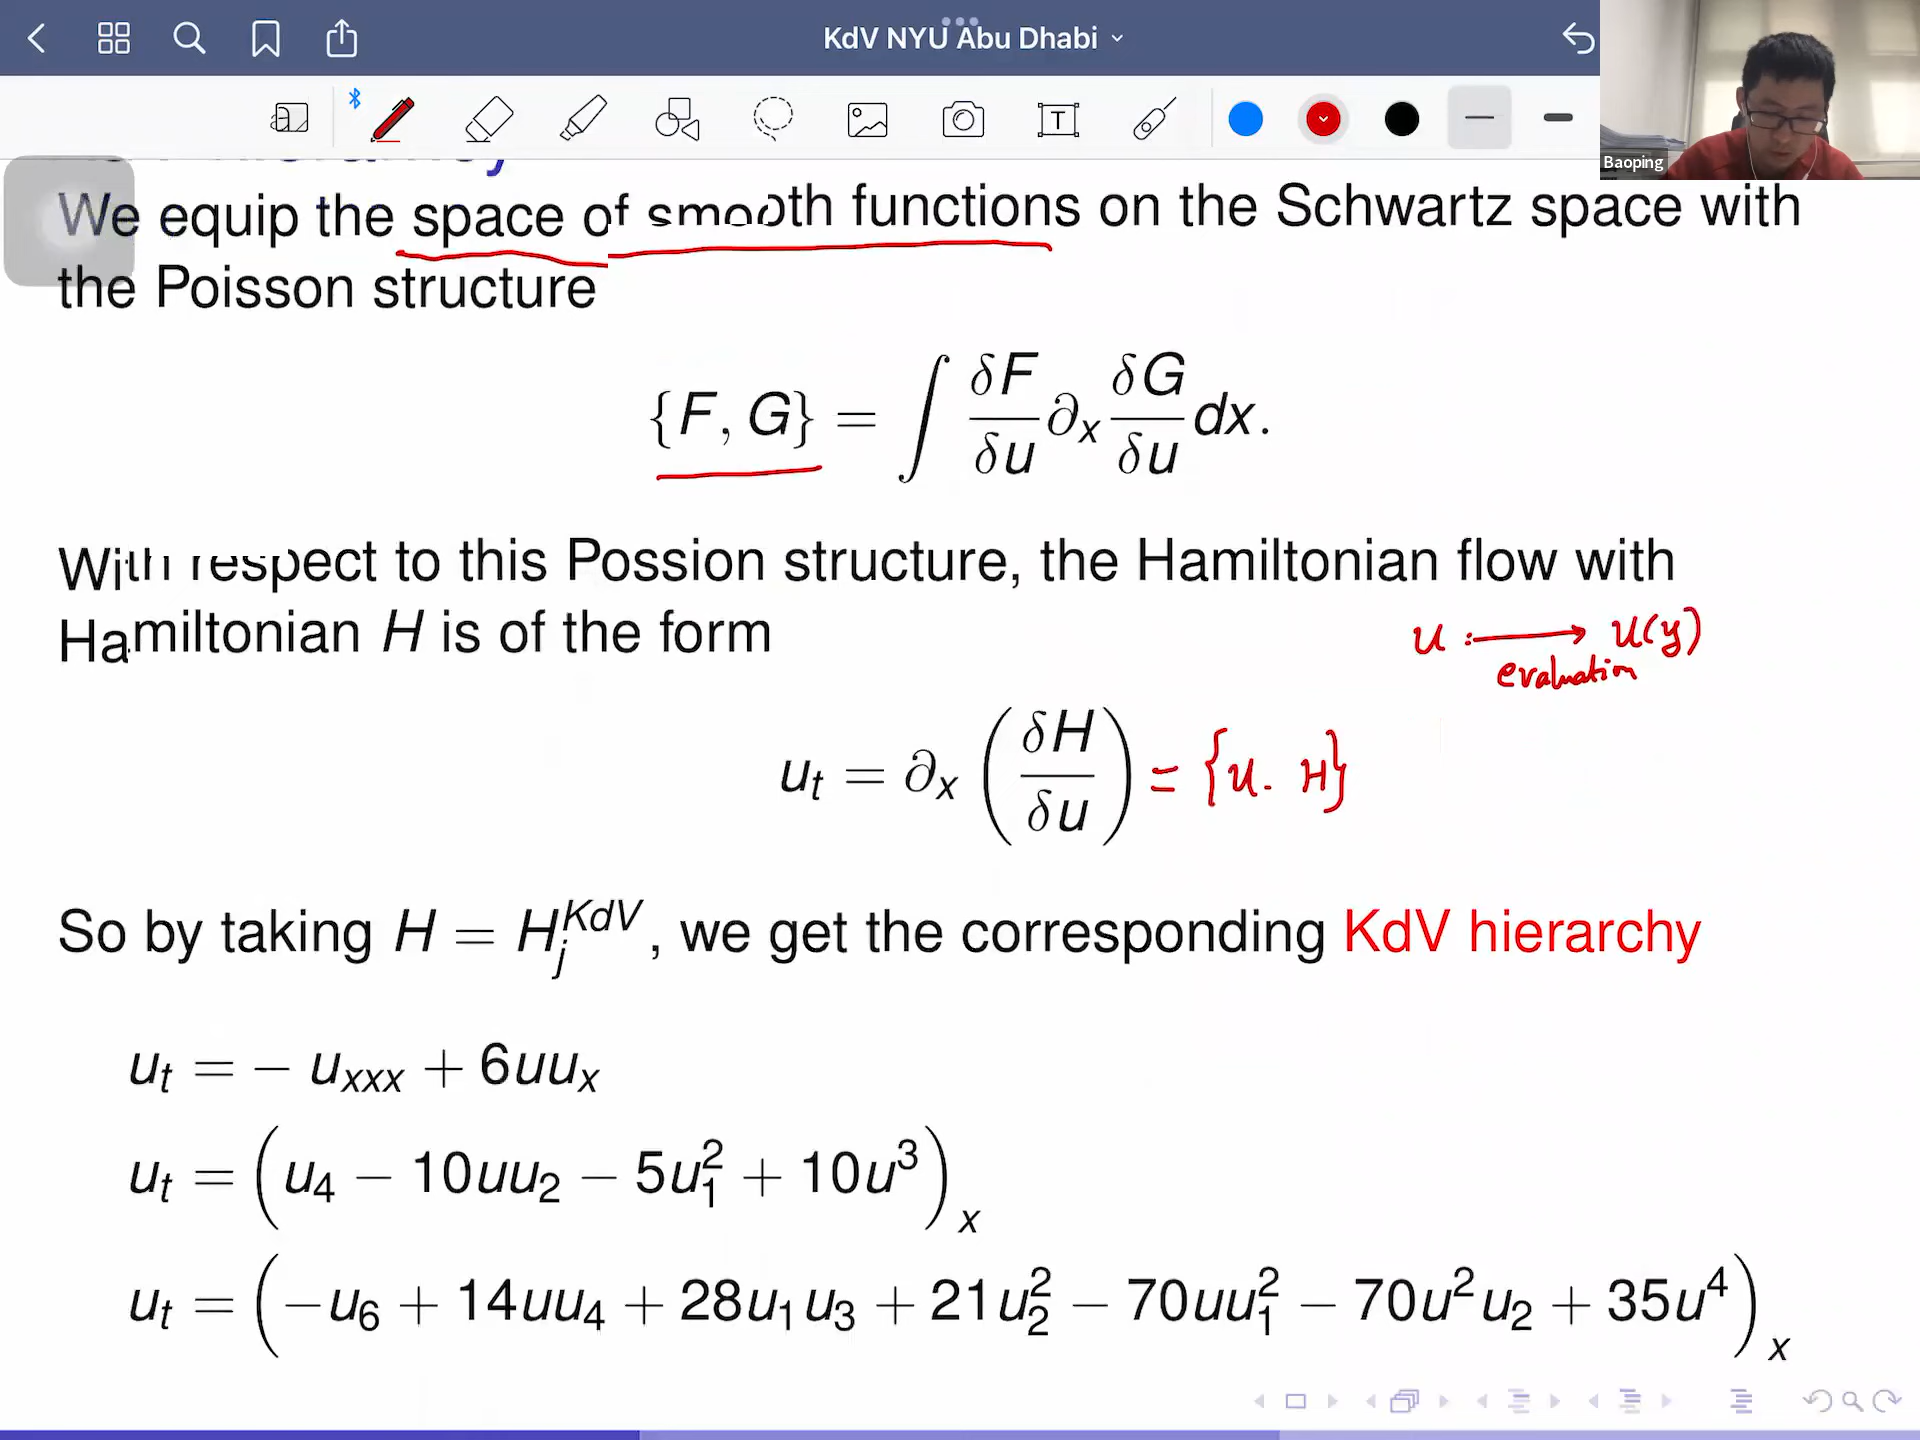 KdV NYU Abu Dhabi
Baoping
We equip the space of smooth functions on the Schwartz space with
the Poisson structure
{F, G} = ∫ δF/δu ∂ₓ δG/δu dx.
With respect to this Possion structure, the Hamiltonian flow with
Hamiltonian H is of the form
u : ⟶ u(y)
evaluation
uₜ = ∂ₓ (δH/δu) = {u. H}
So by taking H = H_j^{KdV}, we get the corresponding KdV hierarchy
uₜ = − uₓₓₓ + 6uuₓ
uₜ = (u₄ − 10uu₂ − 5u₁² + 10u³)ₓ
uₜ = (−u₆ + 14uu₄ + 28u₁u₃ + 21u₂² − 70uu₁² − 70u²u₂ + 35u⁴)ₓ